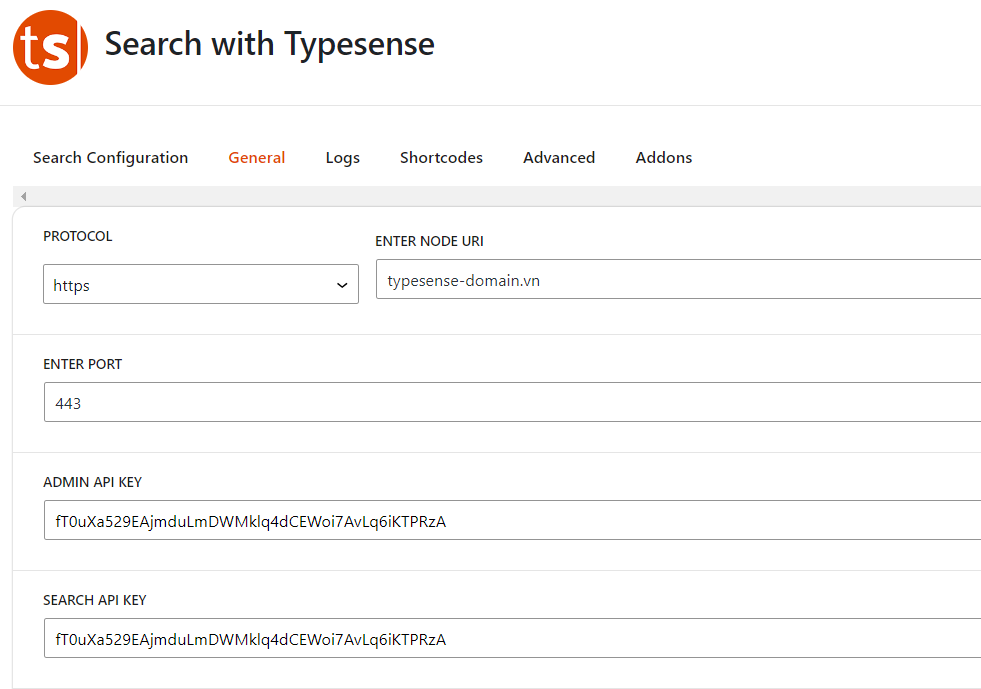 ts
Search with Typesense
Search Configuration General Logs Shortcodes Advanced Addons
PROTOCOL
ENTER NODE URI
https
typesense-domain.vn
ENTER PORT
443
ADMIN API KEY
fT0uXa529EAjmduLmDWMklq4dCEWoi7AvLq6iKTPRzA
SEARCH API KEY
fT0uXa529EAjmduLmDWMklq4dCEWoi7AvLq6iKTPRzA